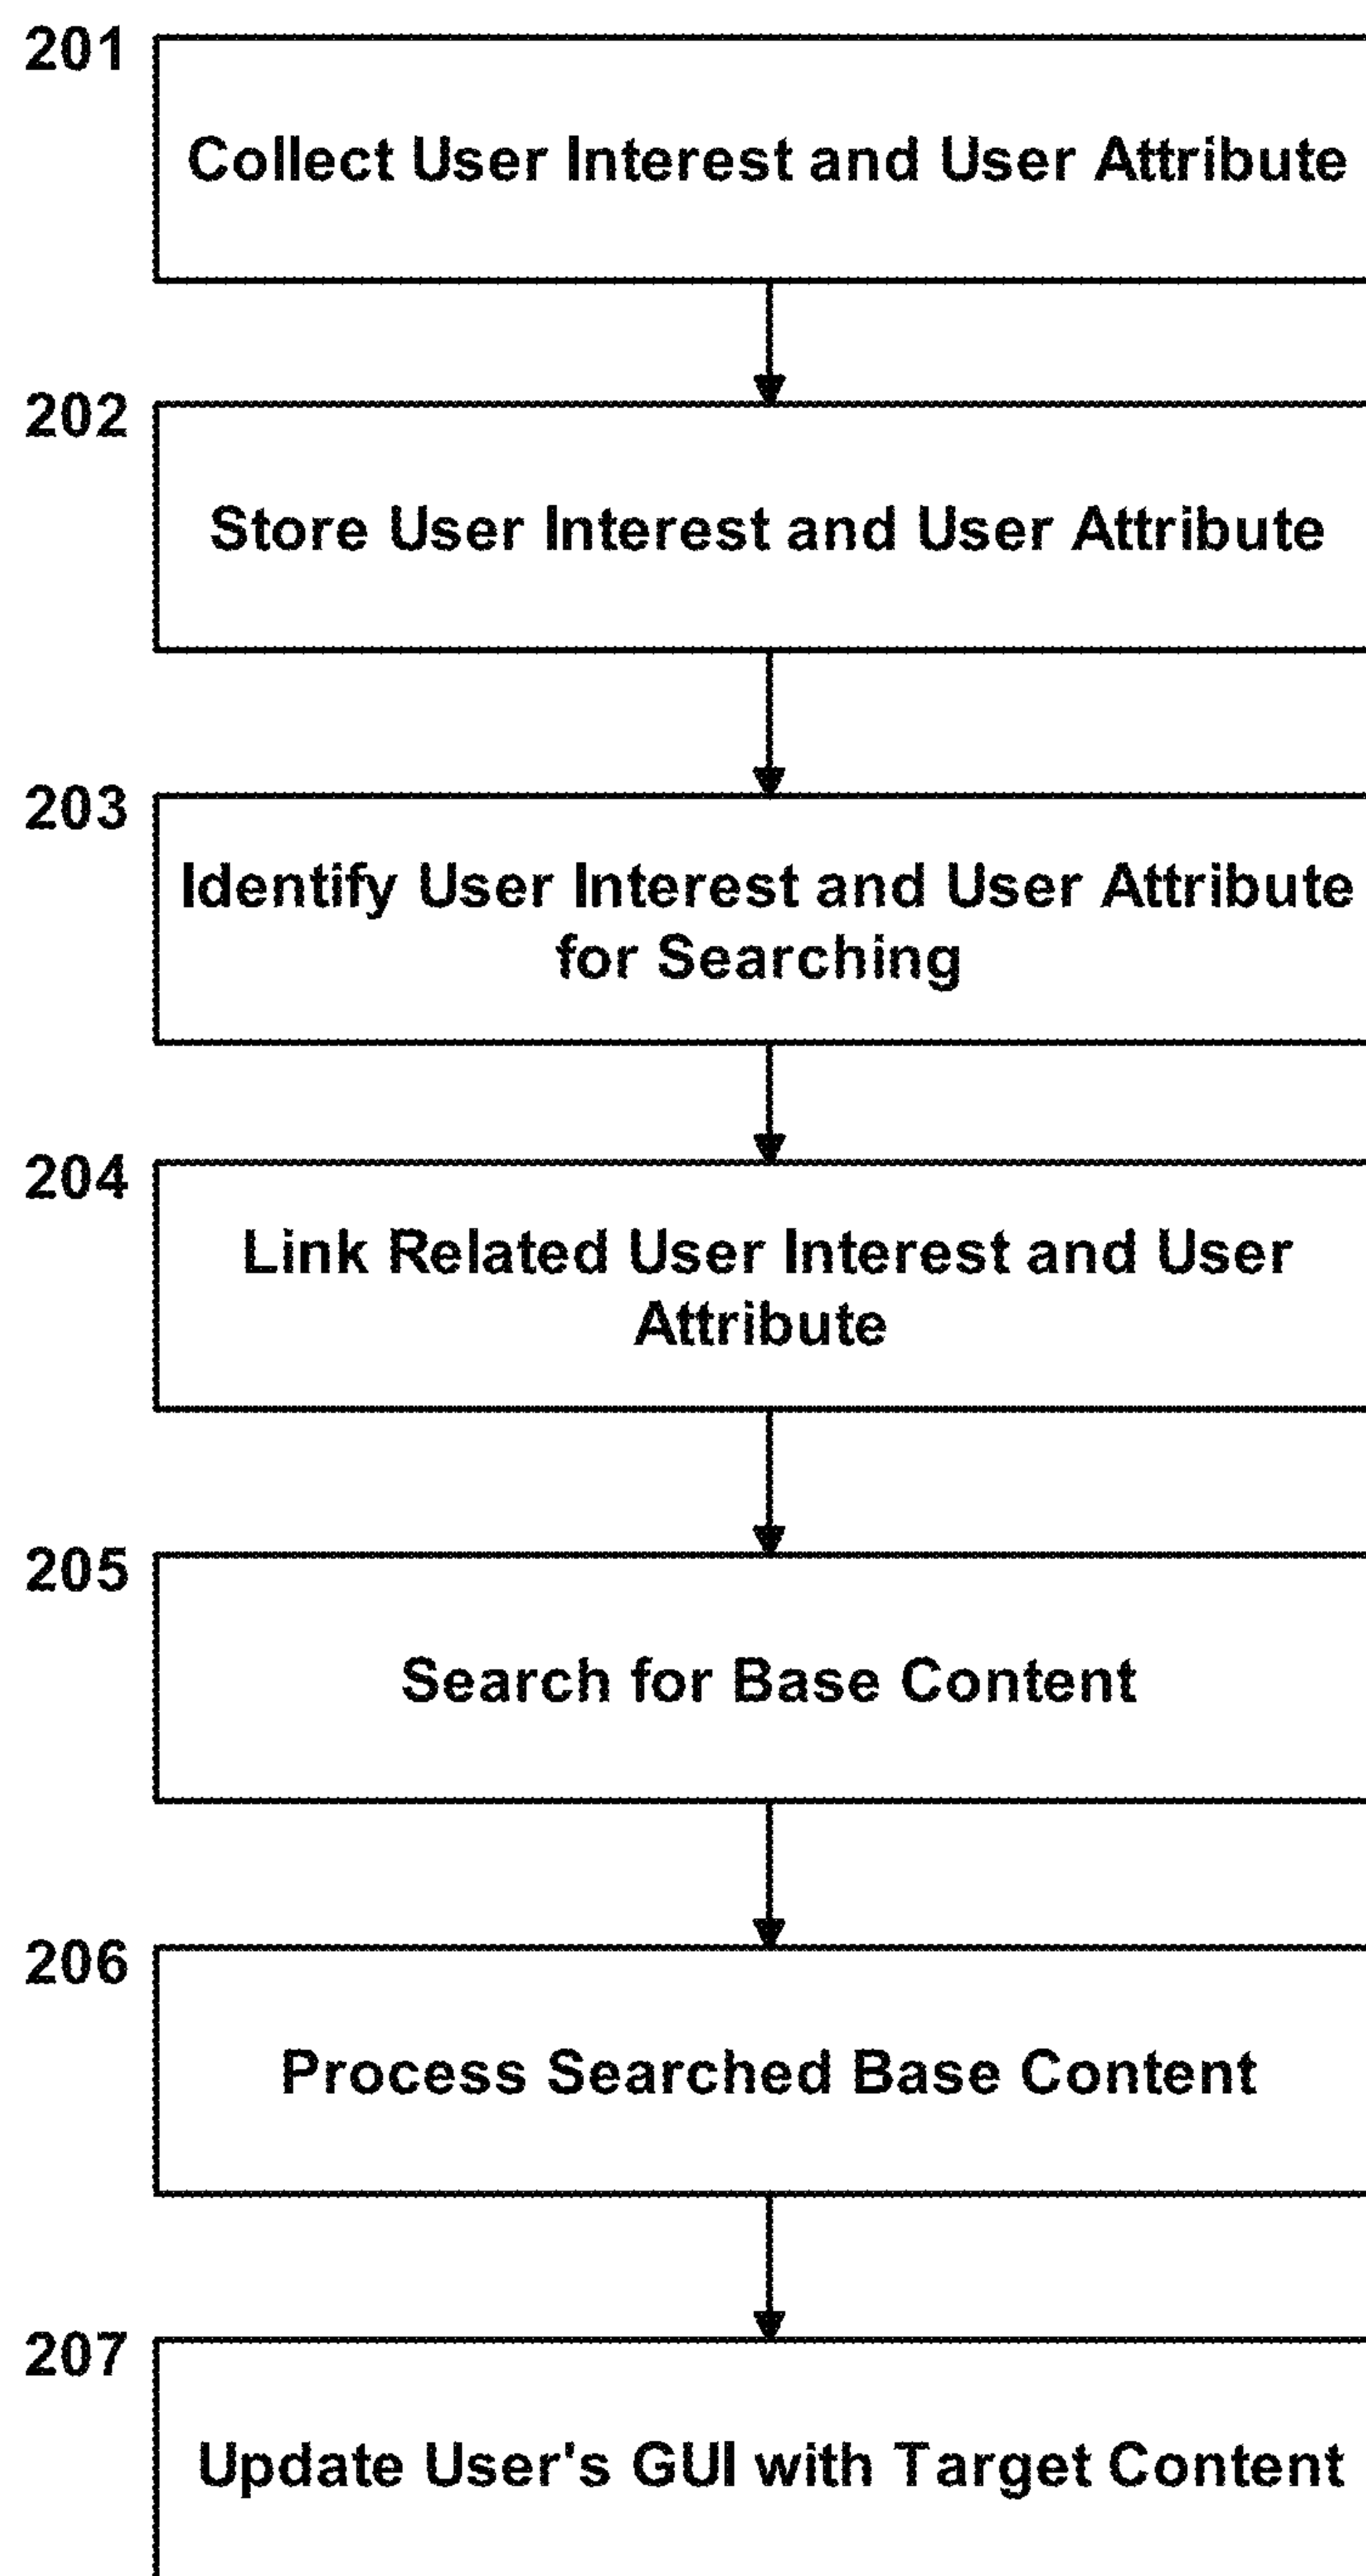 201
Collect User Interest and User Attribute
202
Store User Interest and User Attribute
203
Identify User Interest and User Attribute
for Searching
204
Link Related User Interest and User
Attribute
205
Search for Base Content
206
Process Searched Base Content
207
Update User's GUI with Target Content